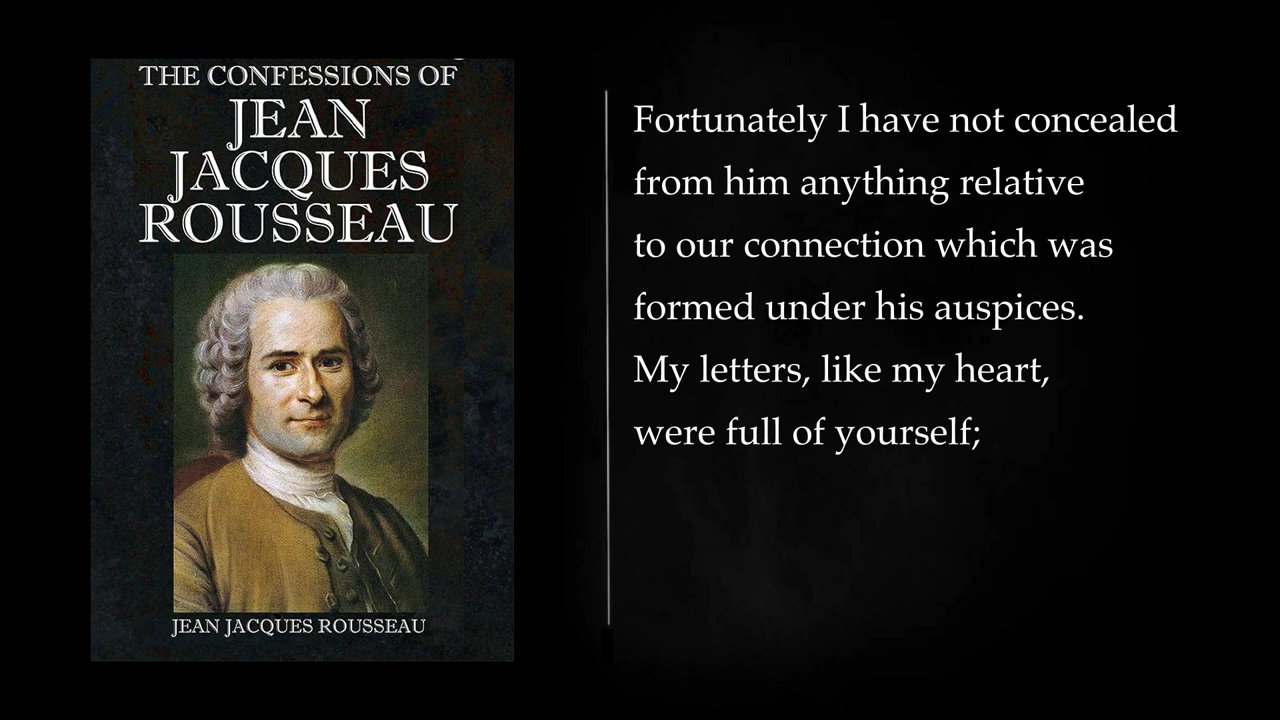 THE CONFESSIONS OF
JEAN
JACQUES
ROUSSEAU
JEAN JACQUES ROUSSEAU
Fortunately I have not concealed
from him anything relative
to our connection which was
formed under his auspices.
My letters, like my heart,
were full of yourself;